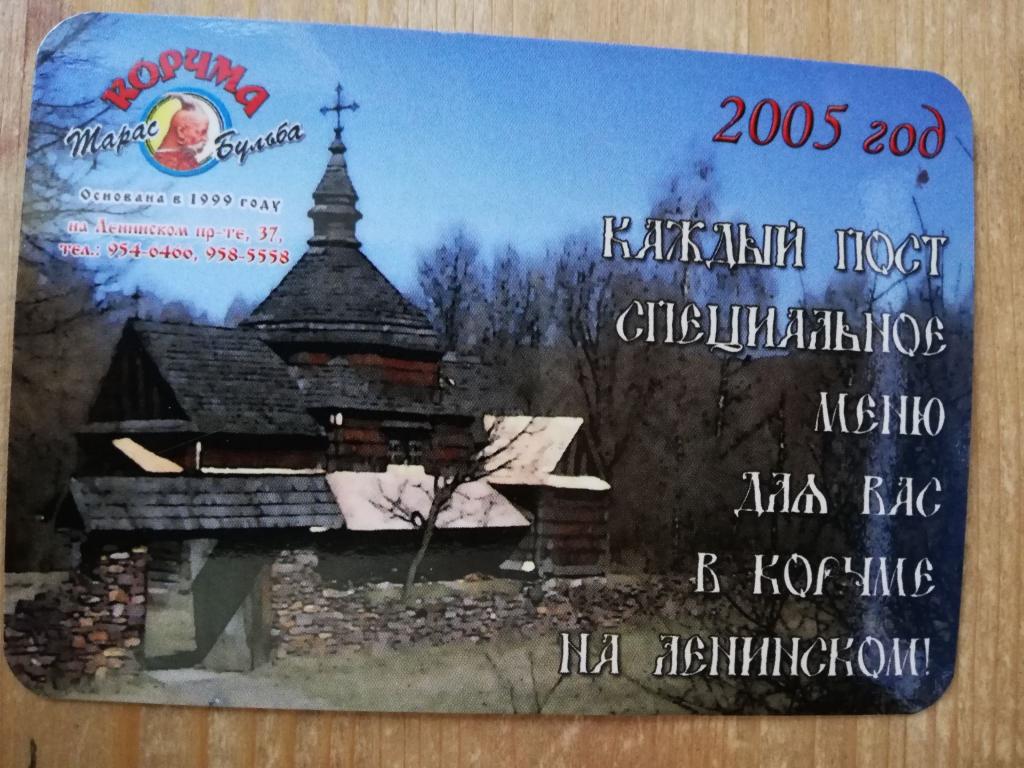 КОРЧМА
Тарас Бульба
Основана в 1999 году
на Ленинском пр-те, 37,
тел.: 954-6466, 958-5558
2005 год
КАЖДЫЙ ПОСТ
СПЕЦИАЛЬНОЕ
МЕНЮ
ДЛЯ ВАС
В КОРЧМЕ
НА ЛЕНИНСКОМ!